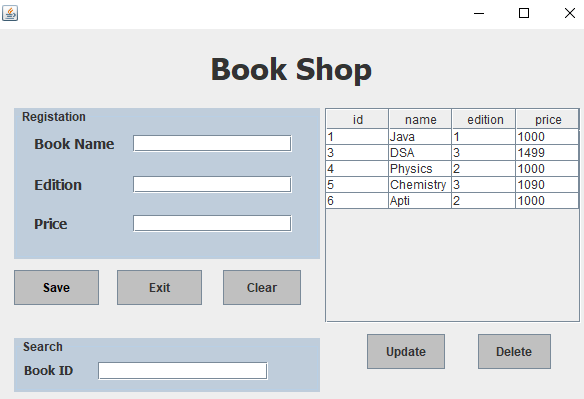 Book Shop
Registation
Book Name
Edition
Price
Save Exit Clear
Search
Book ID
id name edition price
1 Java 1 1000
3 DSA 3 1499
4 Physics 2 1000
5 Chemistry 3 1090
6 Apti 2 1000
Update Delete